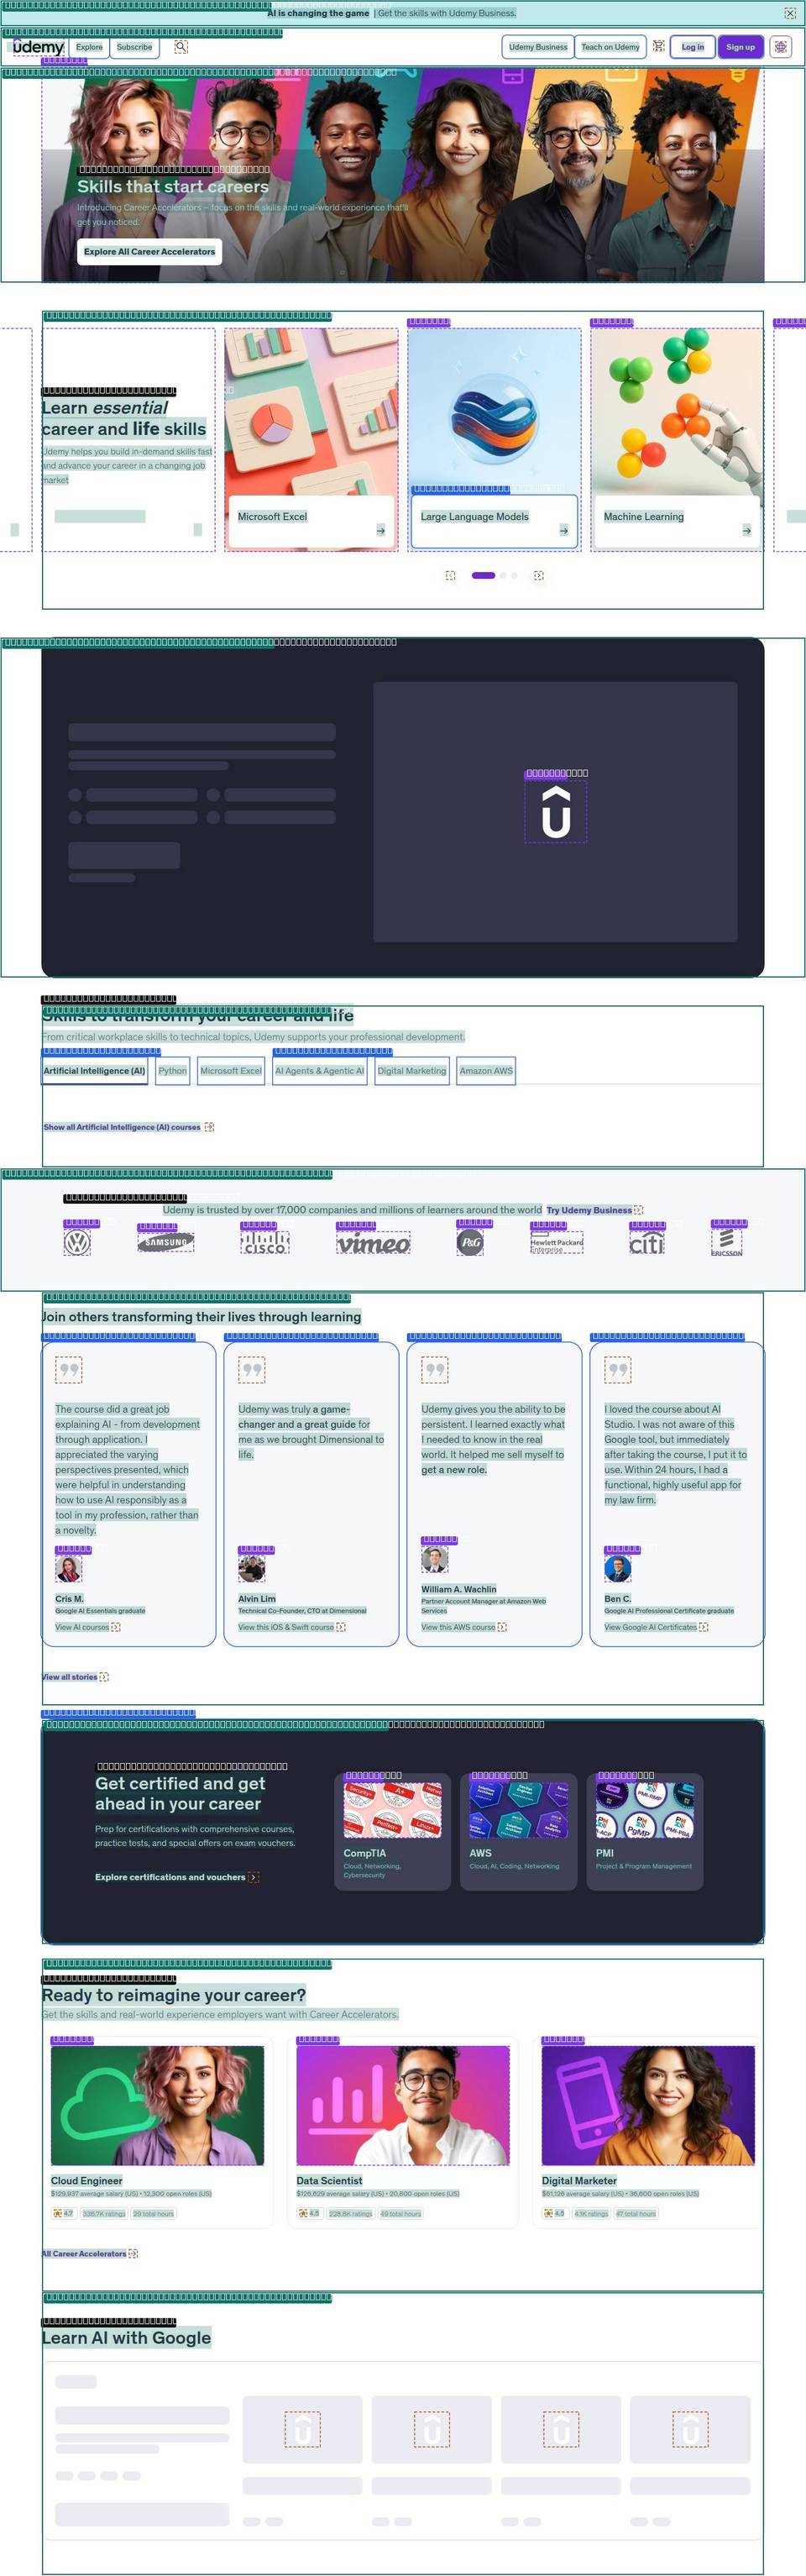 AI is changing the game | Get the skills with Udemy Business.
udemy Explore Subscribe Udemy Business Teach on Udemy Log in Sign up
Skills that start careers
Introducing Career Accelerators – focus on the skills and real-world experience that'll
get you noticed.
Explore All Career Accelerators
Learn essential
career and life skills
Udemy helps you build in-demand skills fast
and advance your career in a changing job
market
Microsoft Excel
Large Language Models
Machine Learning
Skills to transform your career and life
From critical workplace skills to technical topics, Udemy supports your professional development.
Artificial Intelligence (AI) Python Microsoft Excel AI Agents & Agentic AI Digital Marketing Amazon AWS
Show all Artificial Intelligence (AI) courses
Udemy is trusted by over 17,000 companies and millions of learners around the world Try Udemy Business
SAMSUNG cisco vimeo P&G Hewlett Packard Enterprise citi ERICSSON
Join others transforming their lives through learning
The course did a great job
explaining AI - from development
through application. I
appreciated the varying
perspectives presented, which
were helpful in understanding
how to use AI responsibly as a
tool in my profession, rather than
a novelty.
Cris M.
Google AI Essentials graduate
View AI courses
Udemy was truly a game-
changer and a great guide for
me as we brought Dimensional to
life.
Alvin Lim
Technical Co-Founder, CTO at Dimensional
View this iOS & Swift course
Udemy gives you the ability to be
persistent. I learned exactly what
I needed to know in the real
world. It helped me sell myself to
get a new role.
William A. Wachlin
Partner Account Manager at Amazon Web
Services
View this AWS course
I loved the course about AI
Studio. I was not aware of this
Google tool, but immediately
after taking the course, I put it to
use. Within 24 hours, I had a
functional, highly useful app for
my law firm.
Ben C.
Google AI Professional Certificate graduate
View Google AI Certificates
View all stories
Get certified and get
ahead in your career
Prep for certifications with comprehensive courses,
practice tests, and special offers on exam vouchers.
Explore certifications and vouchers
CompTIA
Cloud, Networking,
Cybersecurity
AWS
Cloud, AI, Coding, Networking
PMI
Project & Program Management
Ready to reimagine your career?
Get the skills and real-world experience employers want with Career Accelerators.
Cloud Engineer
$129,937 average salary (US) • 12,300 open roles (US)
4.7 336.7K ratings 29 total hours
Data Scientist
$126,629 average salary (US) • 20,800 open roles (US)
4.5 228.8K ratings 49 total hours
Digital Marketer
$61,126 average salary (US) • 36,600 open roles (US)
4.5 4.1K ratings 47 total hours
All Career Accelerators
Learn AI with Google